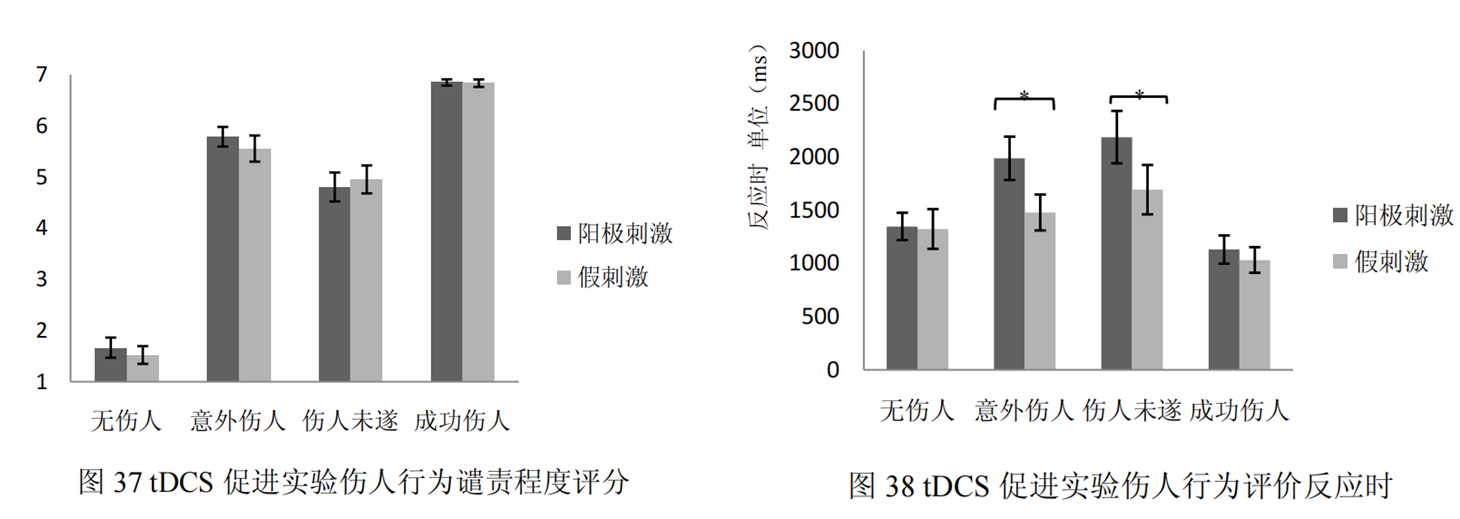 7
6
5
4
3
2
1
无伤人 意外伤人 伤人未遂 成功伤人
阳极刺激
假刺激
图 37 tDCS 促进实验伤人行为谴责程度评分
反应时 单位（ms）
3000
2500
2000
1500
1000
500
0
*
*
无伤人 意外伤人 伤人未遂 成功伤人
阳极刺激
假刺激
图 38 tDCS 促进实验伤人行为评价反应时